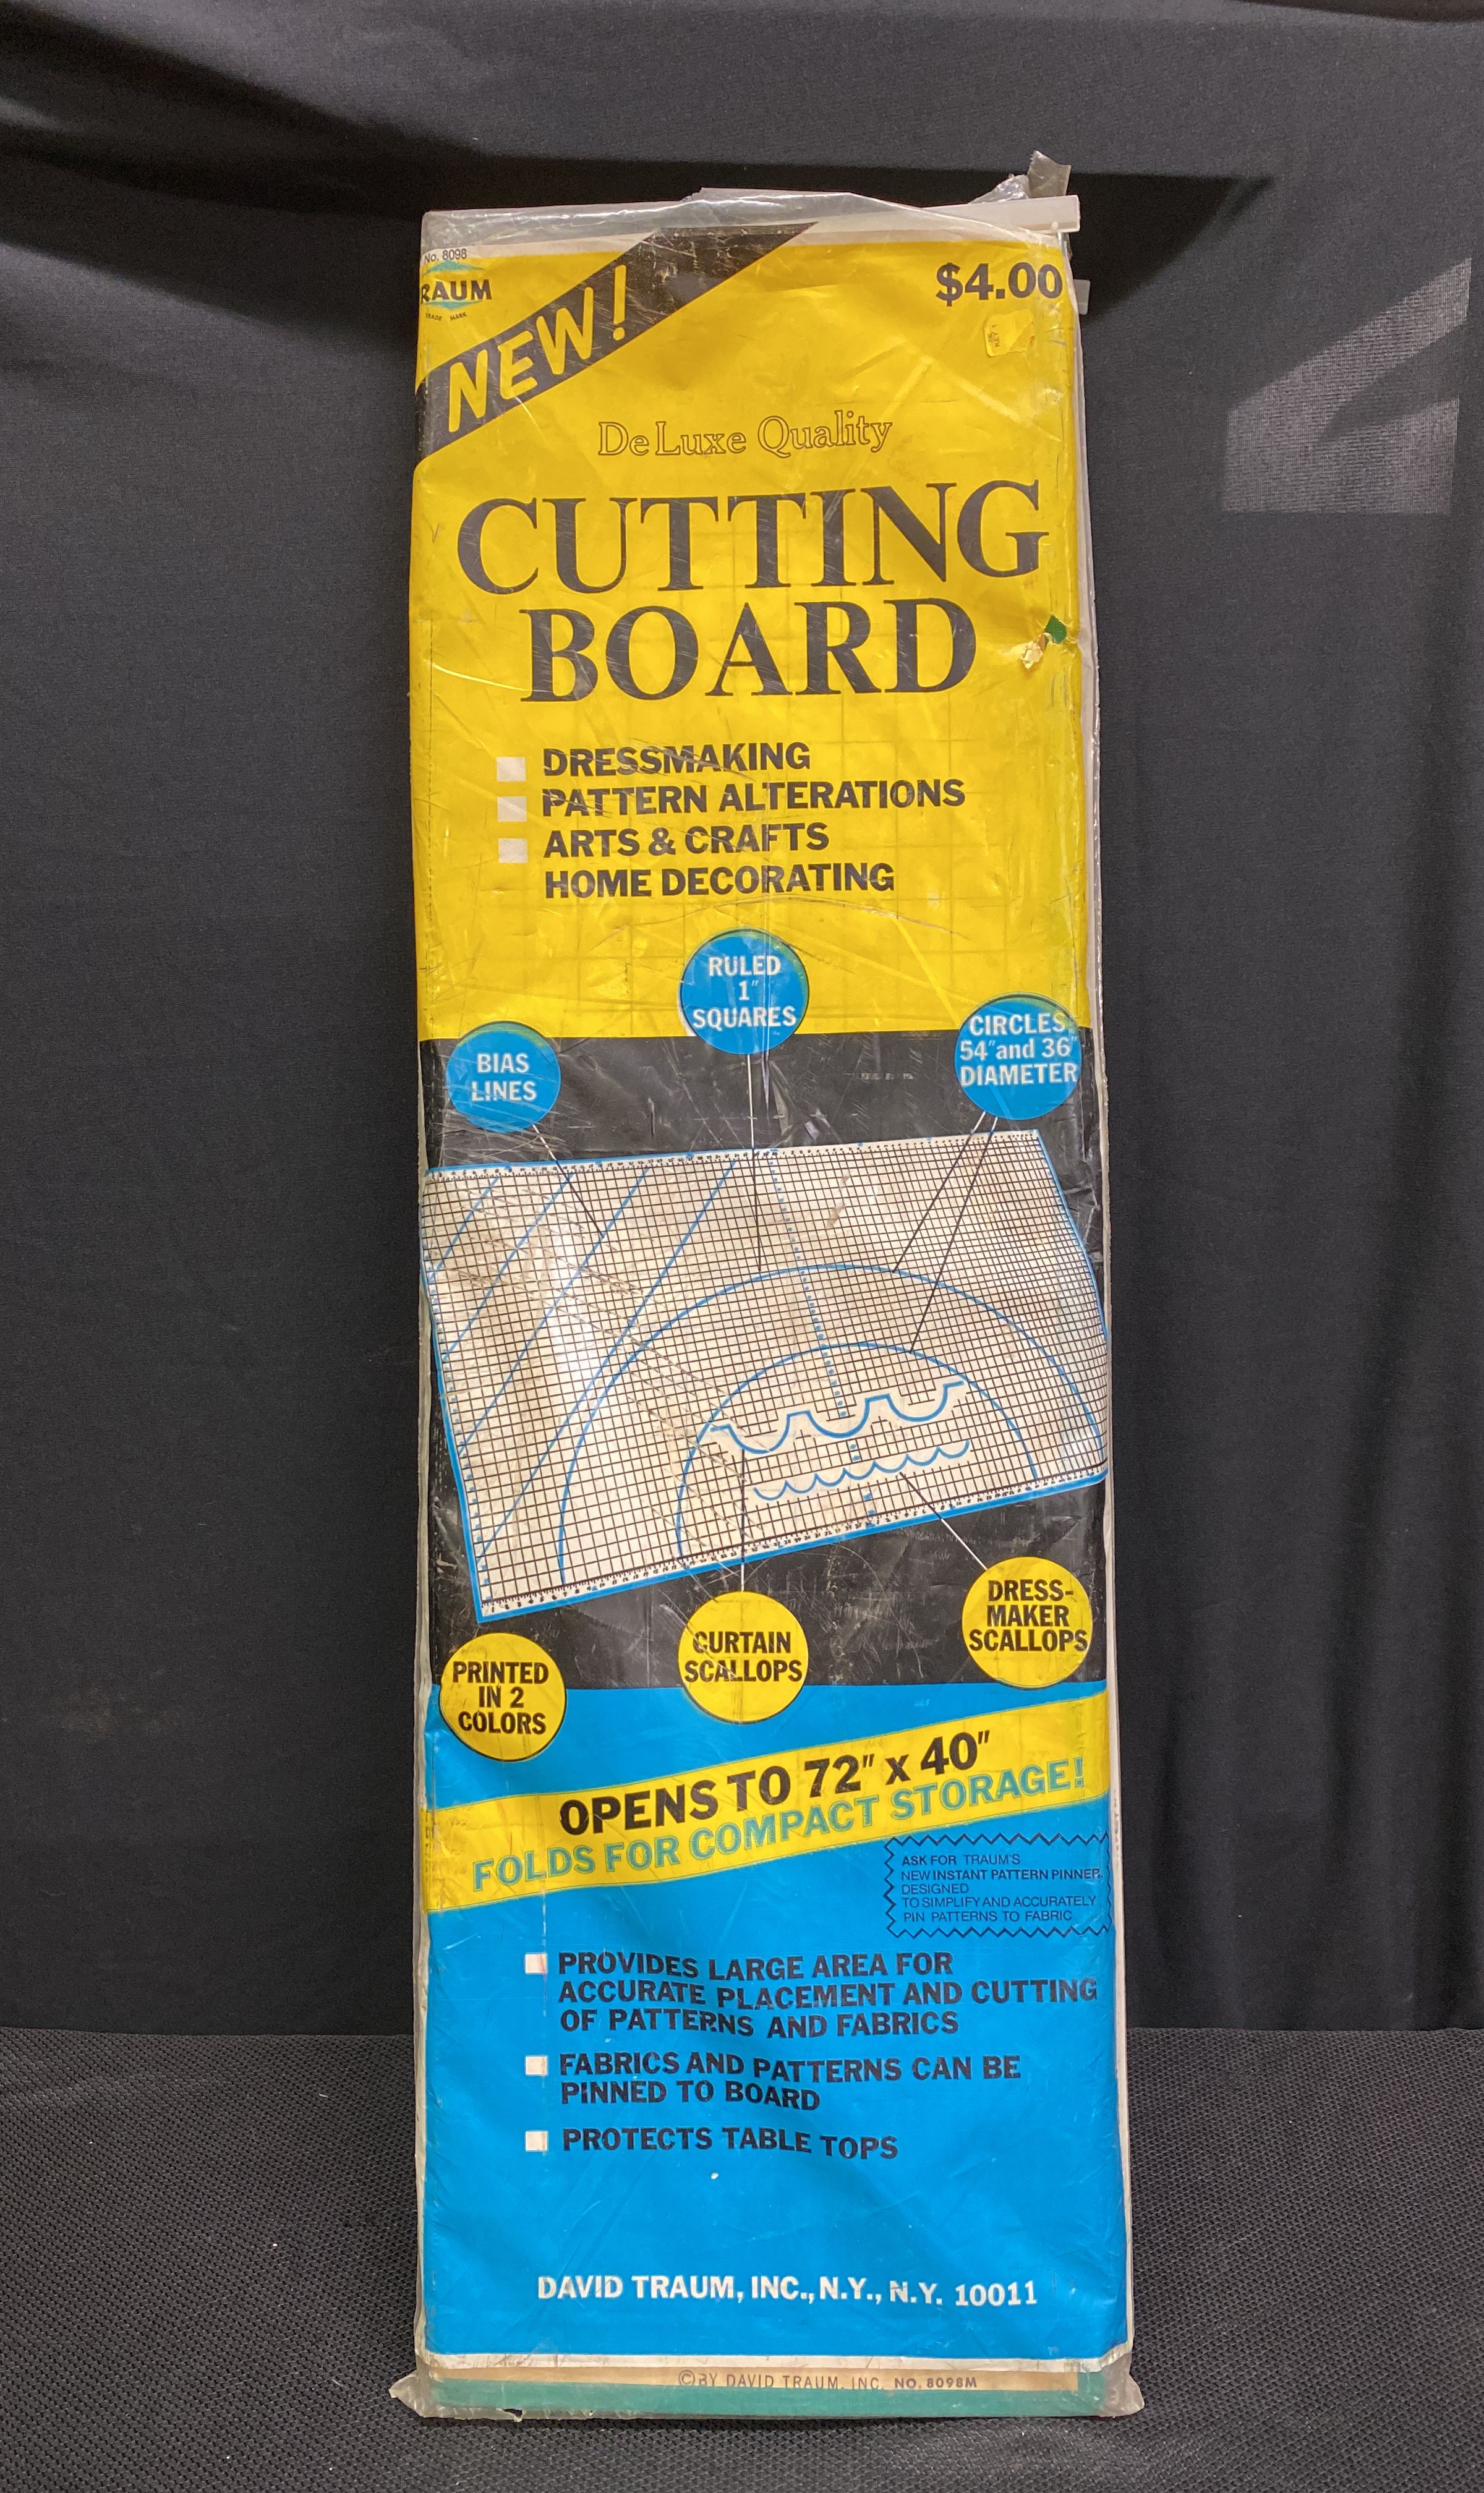 No. 8098
RAUM
TRADE MARK
NEW!
$4.00
DeLuxe Quality
CUTTING
BOARD
DRESSMAKING
PATTERN ALTERATIONS
ARTS & CRAFTS
HOME DECORATING
RULED
1"
SQUARES
BIAS
LINES
CIRCLES
54" and 36"
DIAMETER
PRINTED
IN 2
COLORS
CURTAIN
SCALLOPS
DRESS-
MAKER
SCALLOPS
OPENS TO 72" x 40"
FOLDS FOR COMPACT STORAGE!
ASK FOR TRAUM'S
NEW INSTANT PATTERN PINNER
DESIGNED
TO SIMPLIFY AND ACCURATELY
PIN PATTERNS TO FABRIC
PROVIDES LARGE AREA FOR
ACCURATE PLACEMENT AND CUTTING
OF PATTERNS AND FABRICS
FABRICS AND PATTERNS CAN BE
PINNED TO BOARD
PROTECTS TABLE TOPS
DAVID TRAUM, INC., N.Y., N.Y. 10011
© BY DAVID TRAUM, INC. NO. 8098M